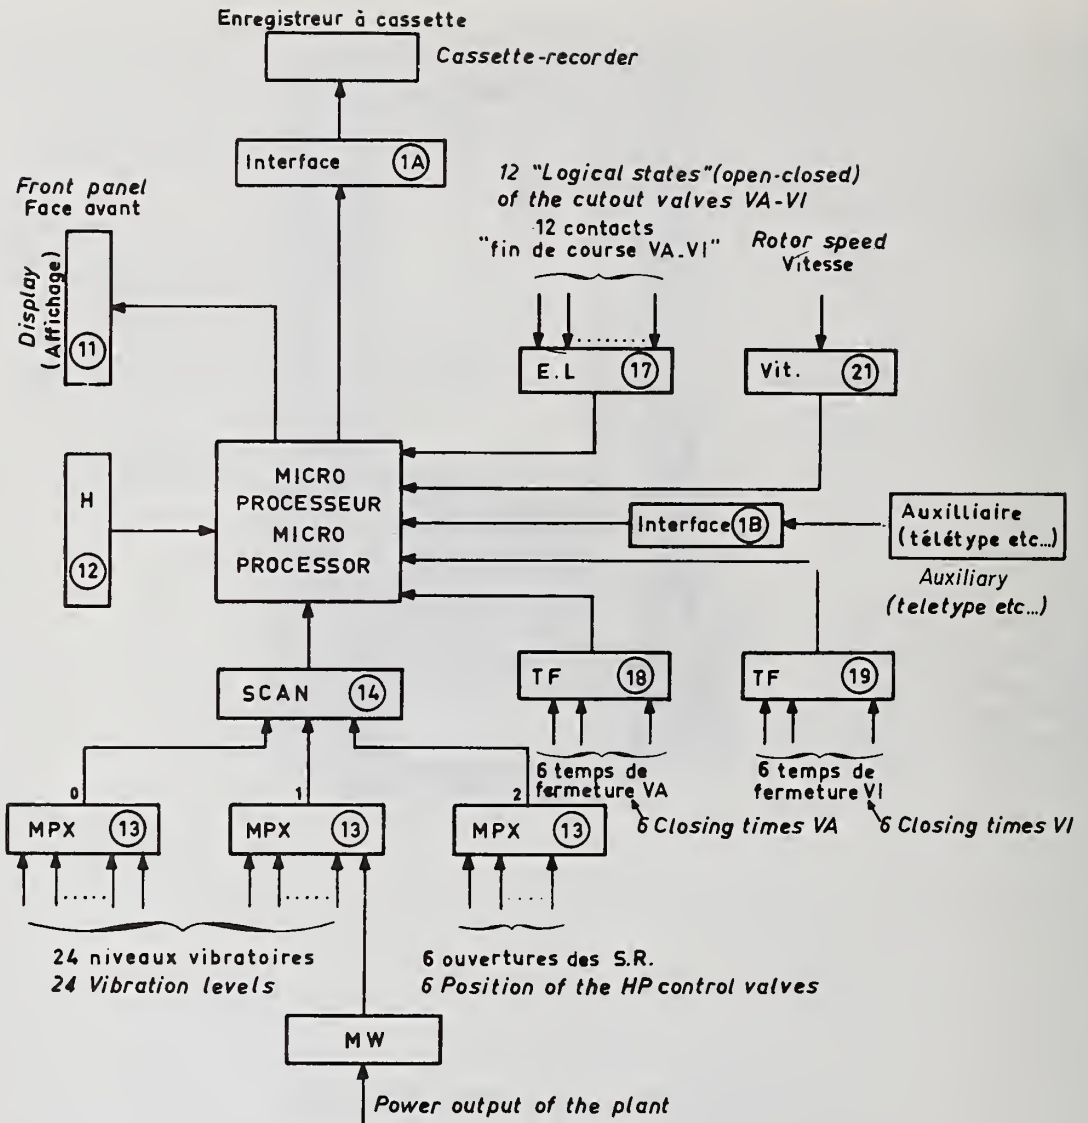 Enregistreur à cassette
Cassette-recorder
Interface 1A
Front panel
Face avant
Display
(Affichage)
11
12 "Logical states"(open-closed)
of the cutout valves VA-VI
12 contacts
"fin de course VA.VI"
Rotor speed
Vitesse
........
E.L 17
Vit. 21
H
12
MICRO
PROCESSEUR
MICRO
PROCESSOR
Interface 1B
Auxilliaire
(télétype etc...)
Auxiliary
(teletype etc...)
SCAN 14
TF 18
TF 19
6 temps de
fermeture VA
6 Closing times VA
6 temps de
fermeture VI
6 Closing times VI
0
1
2
MPX 13
MPX 13
MPX 13
.....
.....
....
24 niveaux vibratoires
24 Vibration levels
6 ouvertures des S.R.
6 Position of the HP control valves
MW
Power output of the plant